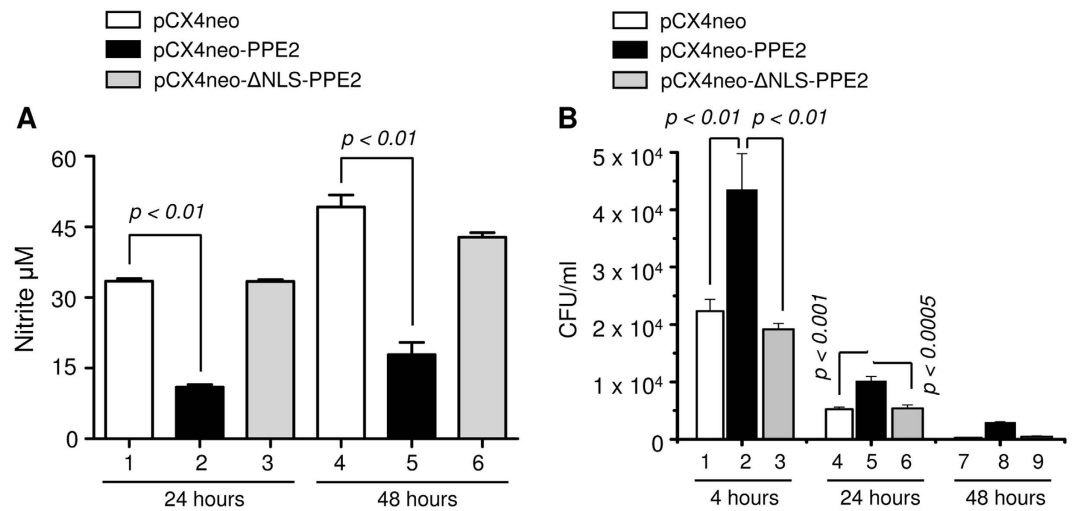 pCX4neo
pCX4neo-PPE2
pCX4neo-ΔNLS-PPE2
A
p < 0.01
p < 0.01
Nitrite µM
60
45
30
15
0
1 2 3 4 5 6
24 hours 48 hours
pCX4neo
pCX4neo-PPE2
pCX4neo-ΔNLS-PPE2
B
p < 0.01 p < 0.01
CFU/ml
5 x 10⁴
4 x 10⁴
3 x 10⁴
2 x 10⁴
1 x 10⁴
0
p < 0.001
p < 0.0005
1 2 3 4 5 6 7 8 9
4 hours 24 hours 48 hours